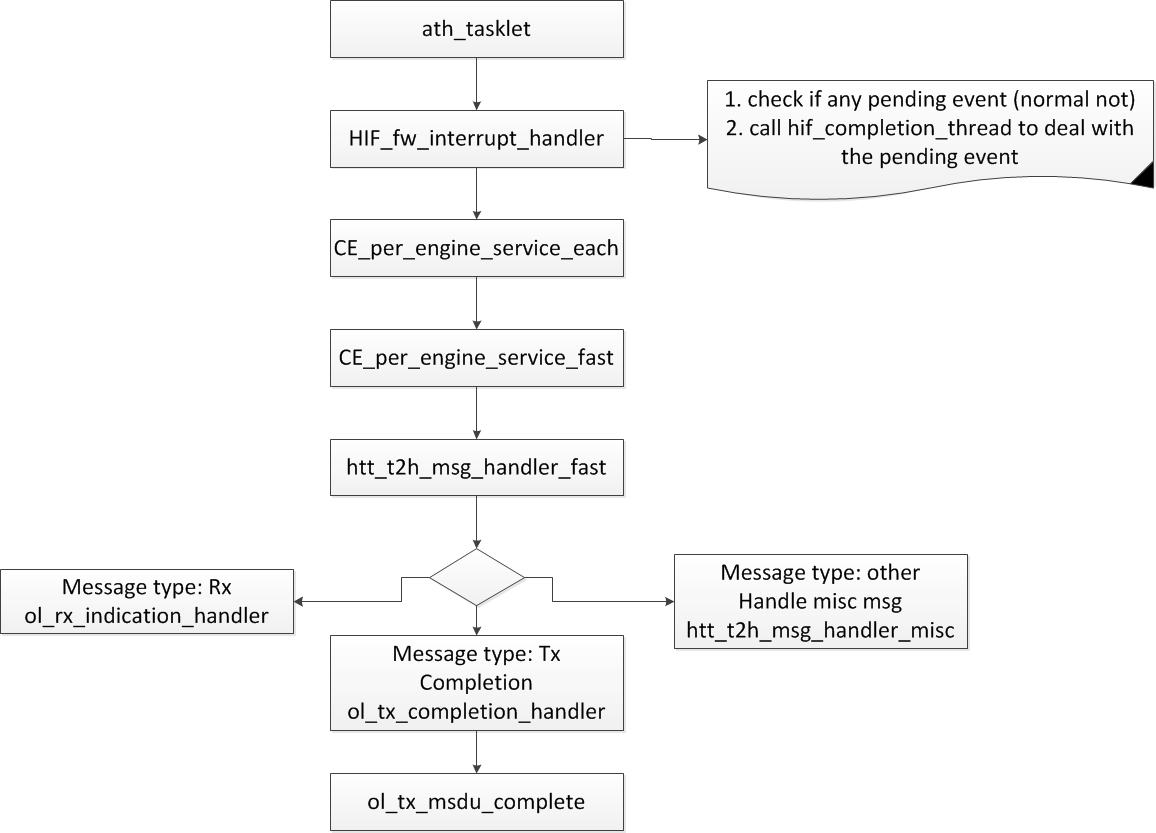 ath_tasklet
HIF_fw_interrupt_handler
1. check if any pending event (normal not)
2. call hif_completion_thread to deal with
the pending event
CE_per_engine_service_each
CE_per_engine_service_fast
htt_t2h_msg_handler_fast
Message type: Rx
ol_rx_indication_handler
Message type: other
Handle misc msg
htt_t2h_msg_handler_misc
Message type: Tx
Completion
ol_tx_completion_handler
ol_tx_msdu_complete